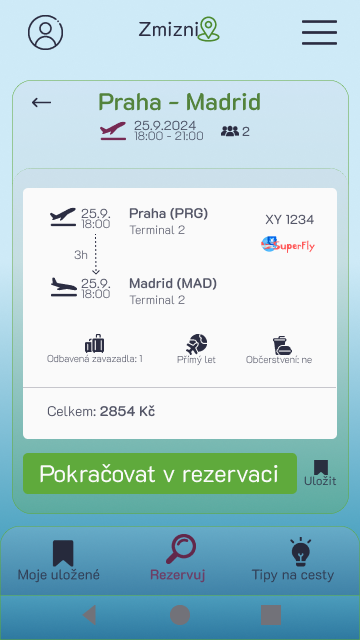 Zmizni
Praha - Madrid
25.9.2024
18:00 - 21:00
2
25.9.
18:00
Praha (PRG)
Terminal 2
XY 1234
SuperFly
3h
25.9.
18:00
Madrid (MAD)
Terminal 2
Odbavená zavazadla: 1
Přímý let
Občerstvení: ne
Celkem: 2854 Kč
Pokračovat v rezervaci
Uložit
Moje uložené
Rezervuj
Tipy na cesty